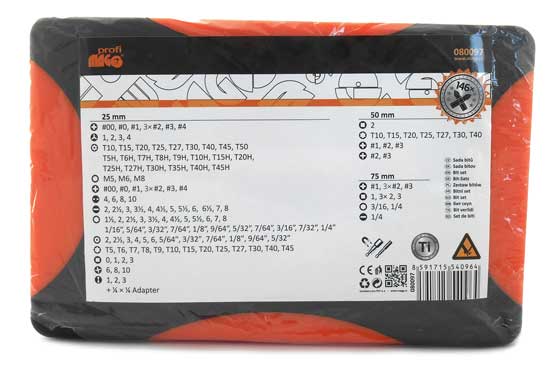 profi
MAGG
080097
146×
25 mm
#00, #0, #1, 3× #2, #3, #4
1, 2, 3, 4
T10, T15, T20, T25, T27, T30, T40, T45, T50
T5H, T6H, T7H, T8H, T9H, T10H, T15H, T20H,
T25H, T27H, T30H, T35H, T40H, T45H
M5, M6, M8
#00, #0, #1, 3× #2, #3, #4
4, 6, 8, 10
2, 2½, 3, 3½, 4, 4½, 5, 5½, 6, 6½, 7, 8
1½, 2, 2½, 3, 3½, 4, 4½, 5, 5½, 6, 7, 8
1/16", 5/64", 3/32", 7/64", 1/8", 9/64", 5/32", 7/64", 3/16", 7/32", 1/4"
2, 2½, 3, 4, 5, 6, 5/64", 3/32", 7/64", 1/8", 9/64", 5/32"
T5, T6, T7, T8, T9, T10, T15, T20, T25, T27, T30, T40, T45
0, 1, 2, 3
6, 8, 10
1, 2, 3
+ ¼ × ¼ Adapter
50 mm
2
T10, T15, T20, T25, T27, T30, T40
#1, #2, #3
#2, #3
75 mm
#1, 3× #2, #3
1, 3× 2, 3
3/16, 1/4
1/4
Sada bitů
Sada bitov
Bit set
Bit-Satz
Zestaw bitów
Bitni set
Bit set
Сет бит
Biți set
Bit verilöl
Set de biti
Ti
CE
8 591715 540964
080097